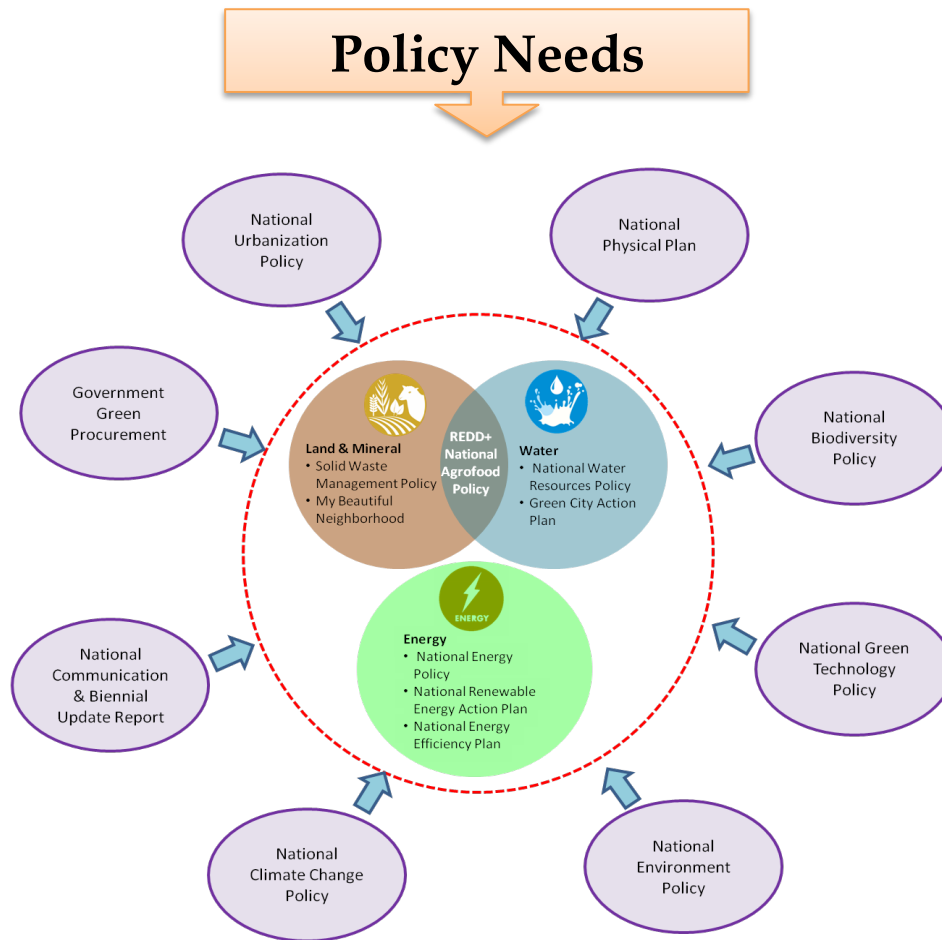 Policy Needs
National
Urbanization
Policy
National
Physical Plan
Government
Green
Procurement
National
Biodiversity
Policy
Land & Mineral
• Solid Waste
Management Policy
• My Beautiful
Neighborhood
REDD+
National
Agrofood
Policy
Water
• National Water
Resources Policy
• Green City Action
Plan
National
Communication
& Biennial
Update Report
National Green
Technology
Policy
ENERGY
Energy
• National Energy
Policy
• National Renewable
Energy Action Plan
• National Energy
Efficiency Plan
National
Climate Change
Policy
National
Environment
Policy